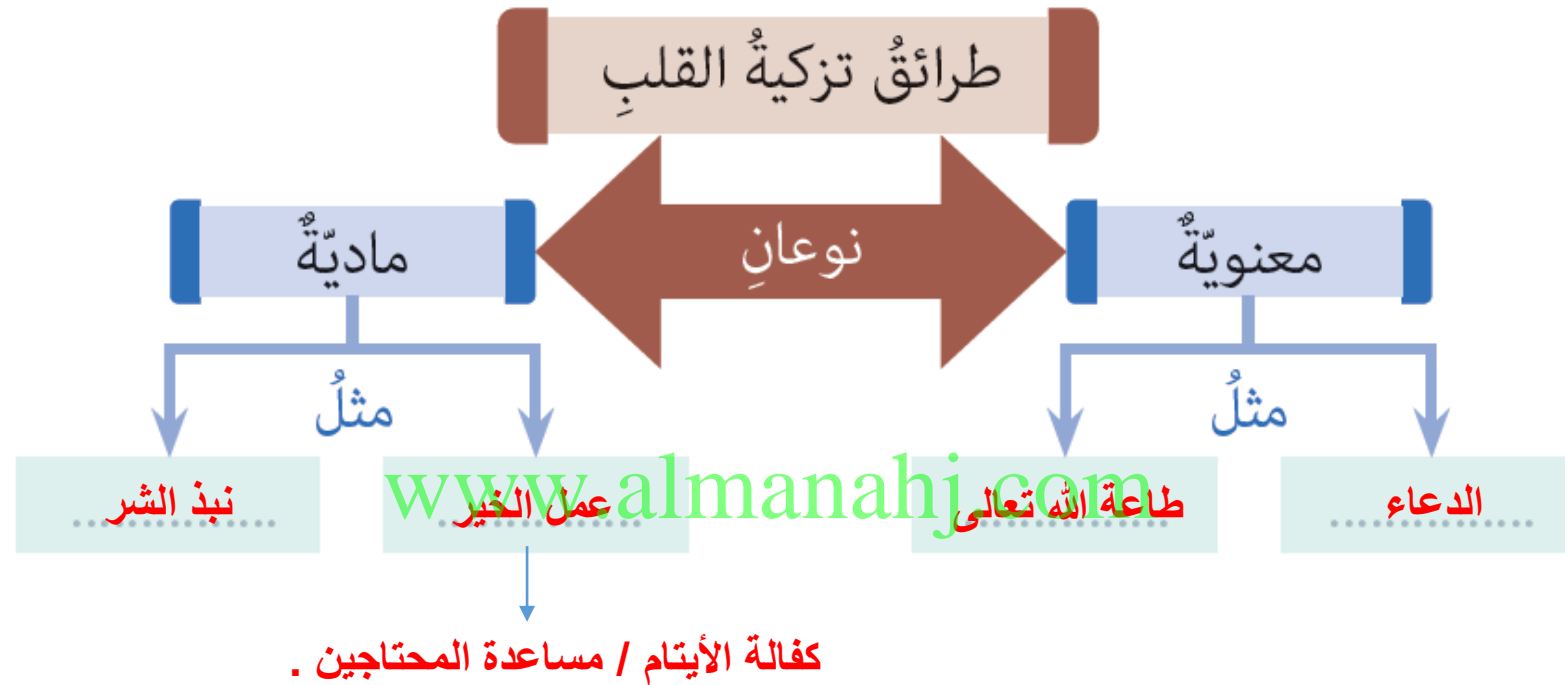 طرائقُ تزكيةُ القلبِ
نوعانِ
معنويّةٌ
ماديّةٌ
مثلُ
مثلُ
الدعاء
طاعة الله تعالى
عمل الخير
نبذ الشر
www.almanahj.com
كفالة الأيتام / مساعدة المحتاجين .